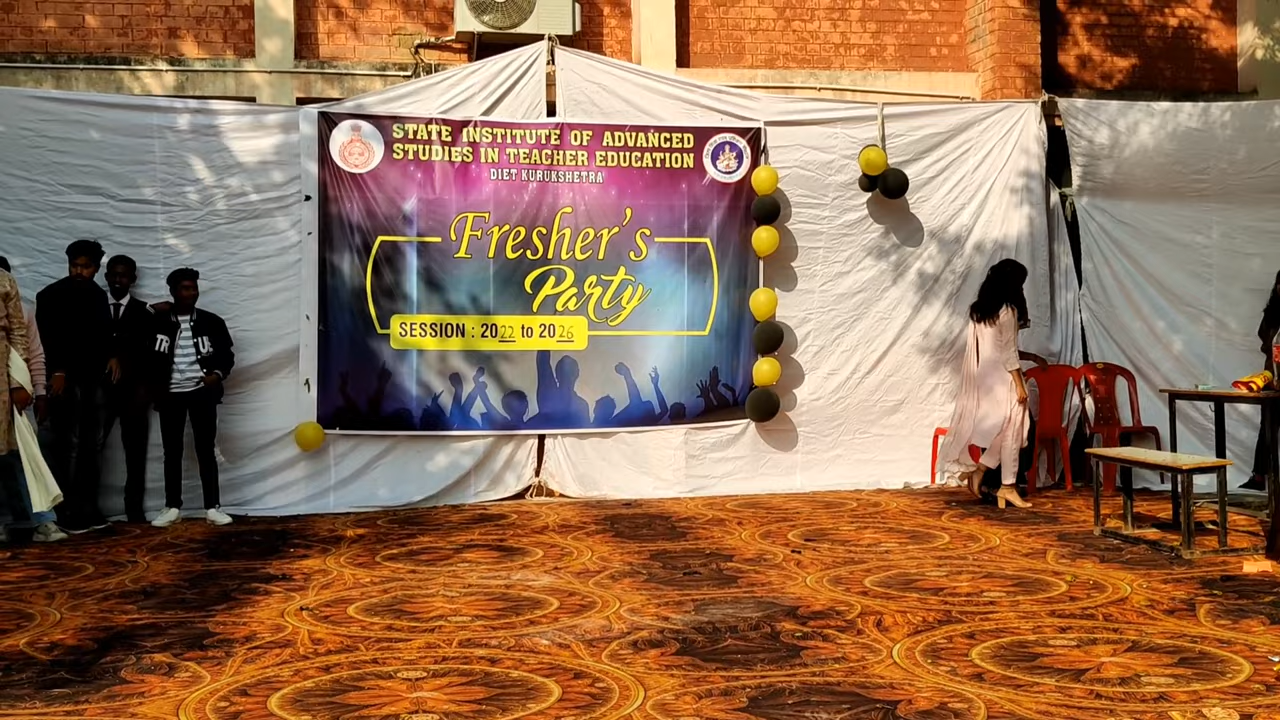 STATE INSTITUTE OF ADVANCED
STUDIES IN TEACHER EDUCATION
DIET KURUKSHETRA
Fresher's
Party
SESSION : 2022 to 2026